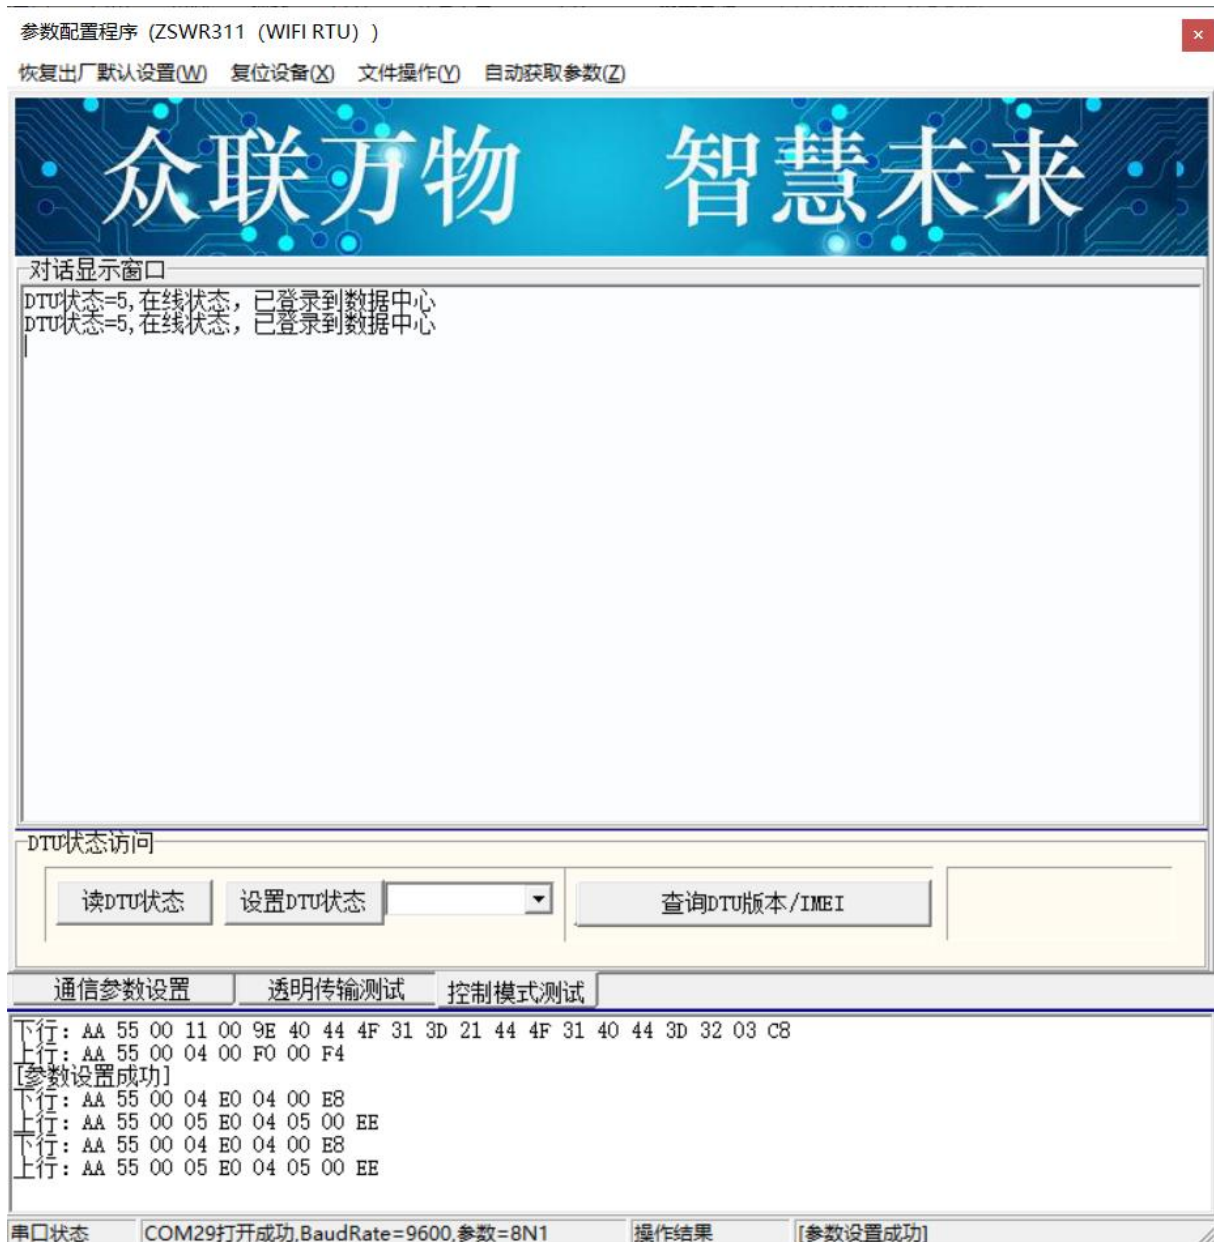 参数配置程序 (ZSWR311（WIFI RTU）)
恢复出厂默认设置(W) 复位设备(X) 文件操作(Y) 自动获取参数(Z)
众联万物 智慧未来
对话显示窗口
DTU状态=5,在线状态，已登录到数据中心
DTU状态=5,在线状态，已登录到数据中心
DTU状态访问
读DTU状态 设置DTU状态 查询DTU版本/IMEI
通信参数设置 透明传输测试 控制模式测试
下行: AA 55 00 11 00 9E 40 44 4F 31 3D 21 44 4F 31 40 44 3D 32 03 C8
上行: AA 55 00 04 00 F0 00 F4
[参数设置成功]
下行: AA 55 00 04 E0 04 00 E8
上行: AA 55 00 05 E0 04 05 00 EE
下行: AA 55 00 04 E0 04 00 E8
上行: AA 55 00 05 E0 04 05 00 EE
串口状态 COM29打开成功,BaudRate=9600,参数=8N1 操作结果 [参数设置成功]